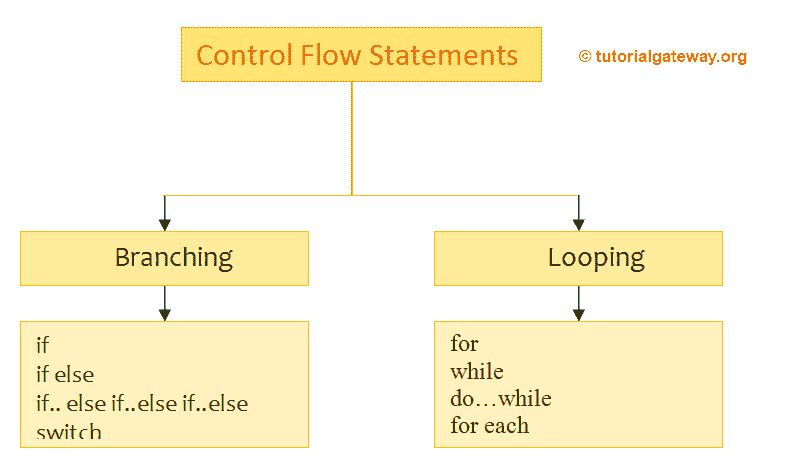 Control Flow Statements
© tutorialgateway.org
Branching
Looping
if
if else
if.. else if..else if..else
switch
for
while
do...while
for each